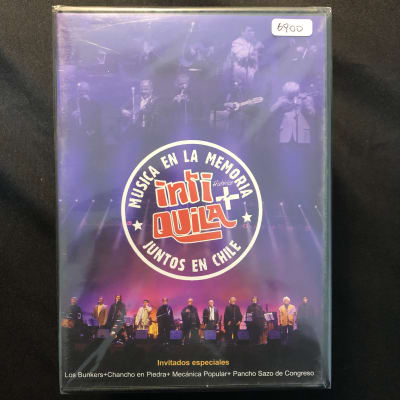 6900
MUSICA EN LA MEMORIA
inti
histórico
+
QUILA
JUNTOS EN CHILE
Invitados especiales
Los Bunkers+Chancho en Piedra+ Mecánica Popular+ Pancho Sazo de Congreso